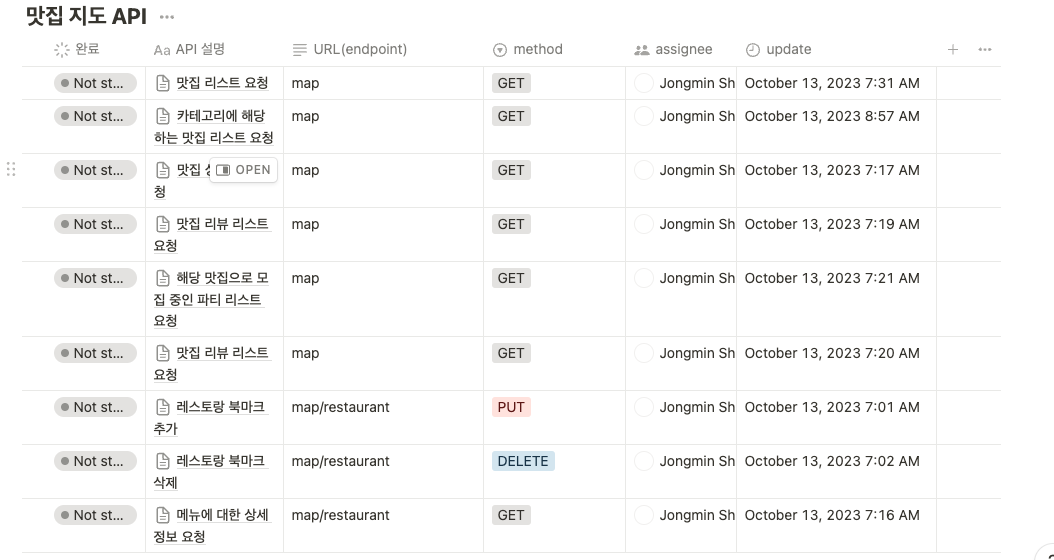 맛집 지도 API
완료 Aa API 설명 URL(endpoint) method assignee update
Not st... 맛집 리스트 요청 map GET Jongmin Sh October 13, 2023 7:31 AM
Not st... 카테고리에 해당 map GET Jongmin Sh October 13, 2023 8:57 AM
하는 맛집 리스트 요청
Not st... 맛집 OPEN map GET Jongmin Sh October 13, 2023 7:17 AM
청
Not st... 맛집 리뷰 리스트 map GET Jongmin Sh October 13, 2023 7:19 AM
요청
Not st... 해당 맛집으로 모 map GET Jongmin Sh October 13, 2023 7:21 AM
집 중인 파티 리스트
요청
Not st... 맛집 리뷰 리스트 map GET Jongmin Sh October 13, 2023 7:20 AM
요청
Not st... 레스토랑 북마크 map/restaurant PUT Jongmin Sh October 13, 2023 7:01 AM
추가
Not st... 레스토랑 북마크 map/restaurant DELETE Jongmin Sh October 13, 2023 7:02 AM
삭제
Not st... 메뉴에 대한 상세 map/restaurant GET Jongmin Sh October 13, 2023 7:16 AM
정보 요청